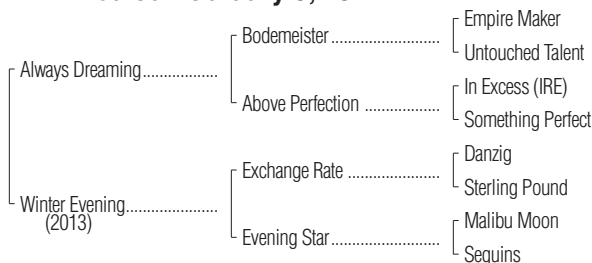 Empire Maker
Bodemeister
Untouched Talent
Always Dreaming
In Excess (IRE)
Above Perfection
Something Perfect
Danzig
Exchange Rate
Sterling Pound
Winter Evening
(2013)
Malibu Moon
Evening Star
Sequins